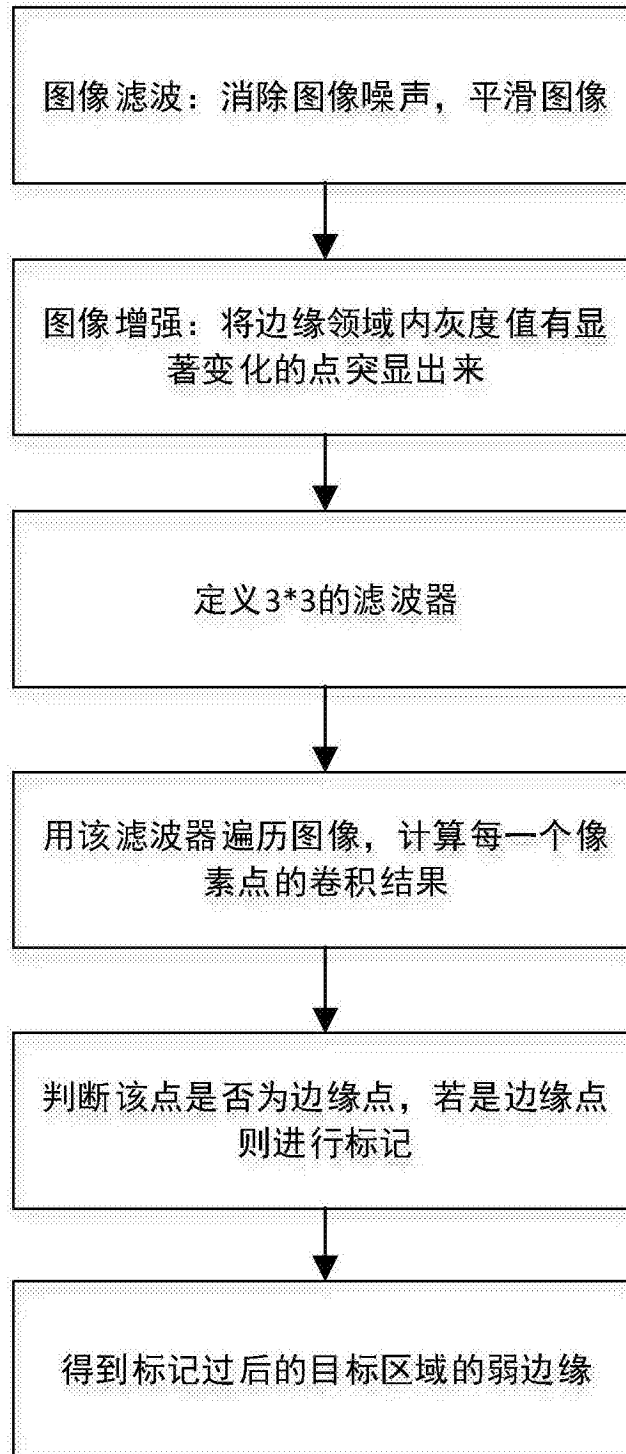 图像滤波：消除图像噪声，平滑图像
图像增强：将边缘领域内灰度值有显
著变化的点突显出来
定义3*3的滤波器
用该滤波器遍历图像，计算每一个像
素点的卷积结果
判断该点是否为边缘点，若是边缘点
则进行标记
得到标记过后的目标区域的弱边缘